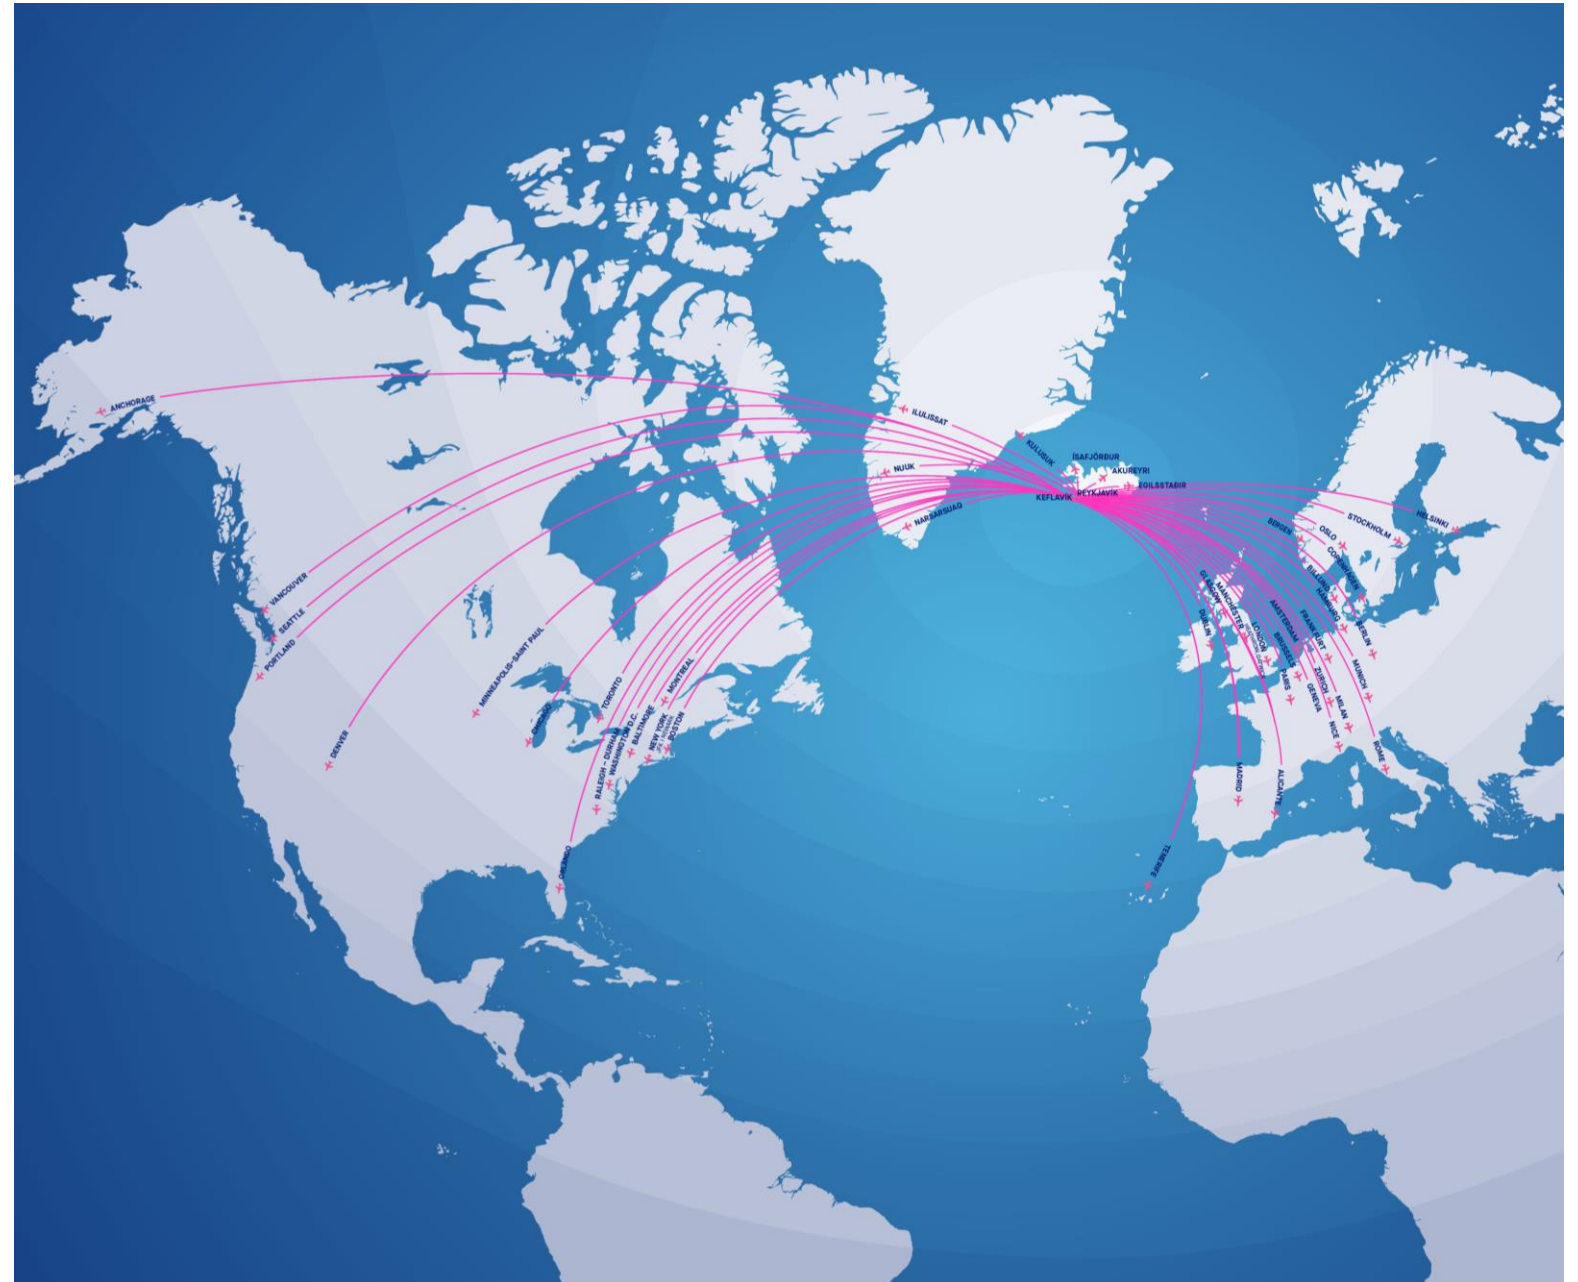 ANCHORAGE
ILULISSAT
KULUSUK
ÍSAFJÖRÐUR
NUUK
AKUREYRI
EGILSSTAÐIR
REYKJAVÍK
KEFLAVÍK
NARSARSUAQ
STOCKHOLM
HELSINKI
BERGEN
OSLO
COPENHAGEN
BILLUND
HAMBURG
BERLIN
VANCOUVER
SEATTLE
PORTLAND
GLASGOW
MANCHESTER
DUBLIN
LONDON
AMSTERDAM
BRUSSELS
FRANKFURT
PARIS
ZURICH
MUNICH
GENEVA
MILAN
NICE
ROME
MINNEAPOLIS–SAINT PAUL
CHICAGO
TORONTO
MONTREAL
DENVER
RALEIGH – DURHAM
WASHINGTON D.C.
BALTIMORE
NEW YORK
BOSTON
ORLANDO
MADRID
ALICANTE
TENERIFE